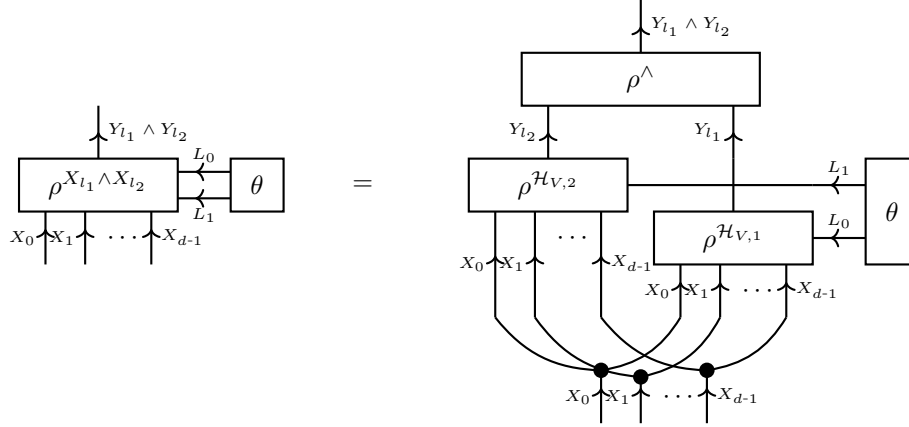 Y_{l_1} ∧ Y_{l_2}
ρ^∧
Y_{l_2} Y_{l_1}
Y_{l_1} ∧ Y_{l_2}
ρ^{X_{l_1} ∧ X_{l_2}} L_0 L_1 θ
=
ρ^{\mathcal{H}_{V,2}} L_1 θ
X_0 X_1 ... X_{d-1}
ρ^{\mathcal{H}_{V,1}} L_0
X_0 X_1 ... X_{d-1}
X_0 X_1 ... X_{d-1}
X_0 X_1 ... X_{d-1}